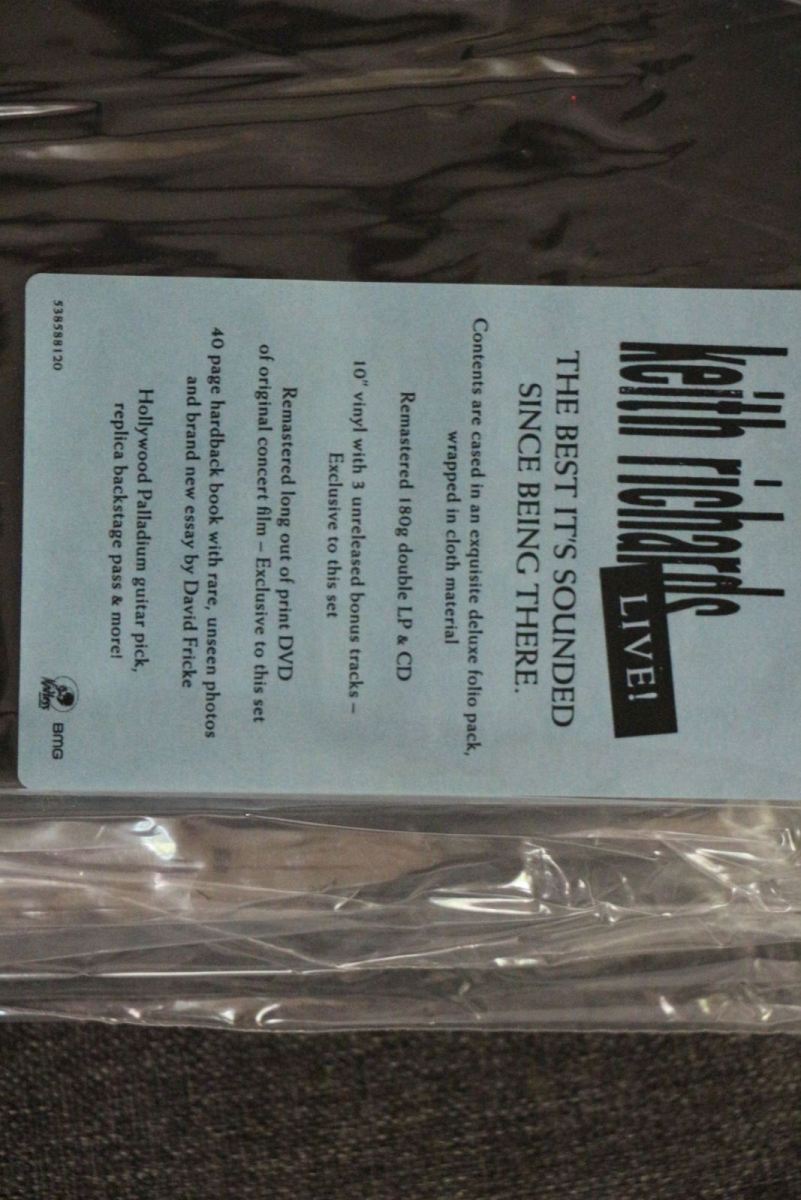 keith richards
LIVE!
THE BEST IT'S SOUNDED
SINCE BEING THERE.
Contents are cased in an exquisite deluxe folio pack,
wrapped in cloth material
Remastered 180g double LP & CD
10" vinyl with 3 unreleased bonus tracks –
Exclusive to this set
Remastered long out of print DVD
of original concert film – Exclusive to this set
40 page hardback book with rare, unseen photos
and brand new essay by David Fricke
Hollywood Palladium guitar pick,
replica backstage pass & more!
538588120
BMG